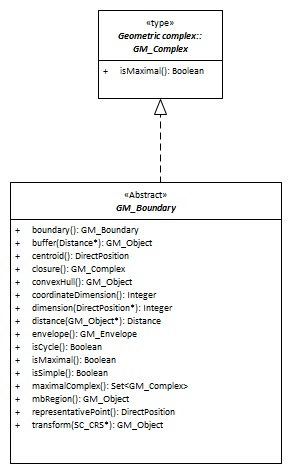 «type»
Geometric complex::
GM_Complex
+ isMaximal(): Boolean
«Abstract»
GM_Boundary
+ boundary(): GM_Boundary
+ buffer(Distance*): GM_Object
+ centroid(): DirectPosition
+ closure(): GM_Complex
+ convexHull(): GM_Object
+ coordinateDimension(): Integer
+ dimension(DirectPosition*): Integer
+ distance(GM_Object*): Distance
+ envelope(): GM_Envelope
+ isCycle(): Boolean
+ isMaximal(): Boolean
+ isSimple(): Boolean
+ maximalComplex(): Set<GM_Complex>
+ mbRegion(): GM_Object
+ representativePoint(): DirectPosition
+ transform(SC_CRS*): GM_Object